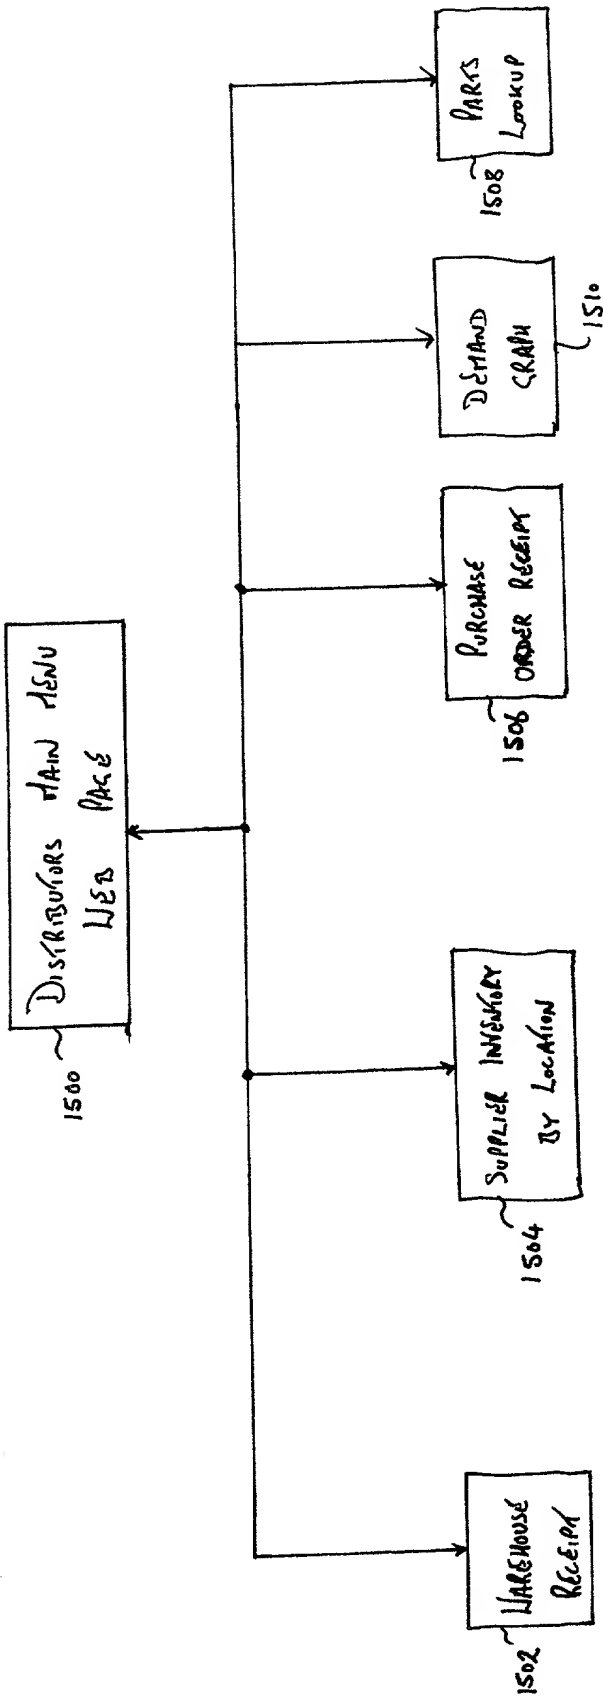 DISTRIBUTORS MAIN MENU
WEB PAGE
1500
WAREHOUSE
RECEIPT
1502
SUPPLIER INVENTORY
BY LOCATION
1504
PURCHASE
ORDER RECEIPT
1506
DEMAND
GRAPH
1510
PARTS
LOOKUP
1508